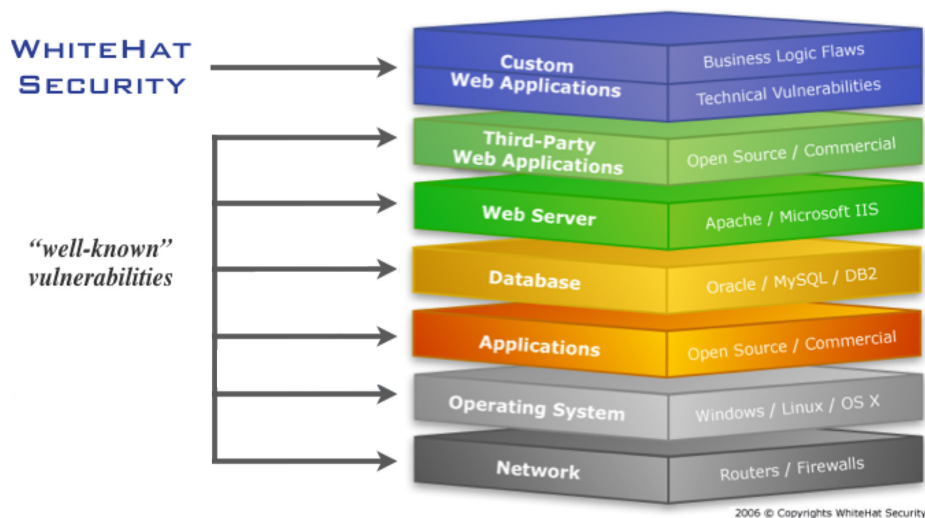 WHITEHAT
SECURITY
Custom
Web Applications
Business Logic Flaws
Technical Vulnerabilities
Third-Party
Web Applications
Open Source / Commercial
Web Server
Apache / Microsoft IIS
“well-known”
vulnerabilities
Database
Oracle / MySQL / DB2
Applications
Open Source / Commercial
Operating System
Windows / Linux / OS X
Network
Routers / Firewalls
2006 © Copyrights WhiteHat Security